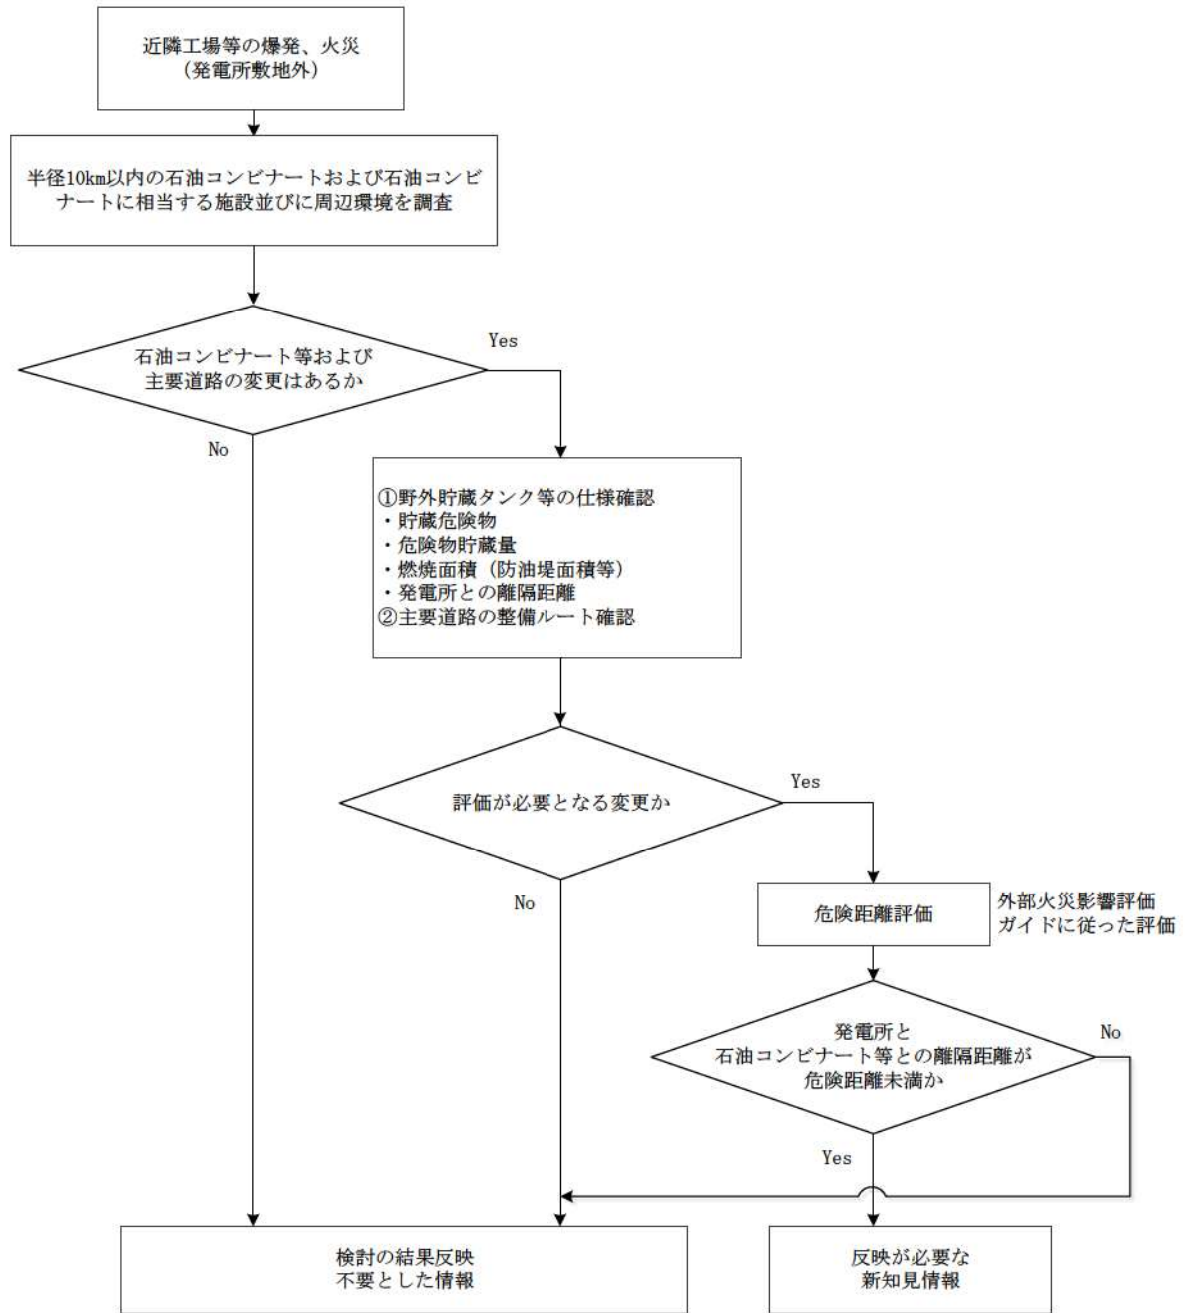 近隣工場等の爆発、火災
（発電所敷地外）
半径10km以内の石油コンビナートおよび石油コンビ
ナートに相当する施設並びに周辺環境を調査
石油コンビナート等および
主要道路の変更はあるか
Yes
No
①野外貯蔵タンク等の仕様確認
・貯蔵危険物
・危険物貯蔵量
・燃焼面積（防油堤面積等）
・発電所との離隔距離
②主要道路の整備ルート確認
評価が必要となる変更か
Yes
No
危険距離評価
外部火災影響評価
ガイドに従った評価
発電所と
石油コンビナート等との離隔距離が
危険距離未満か
No
Yes
検討の結果反映
不要とした情報
反映が必要な
新知見情報